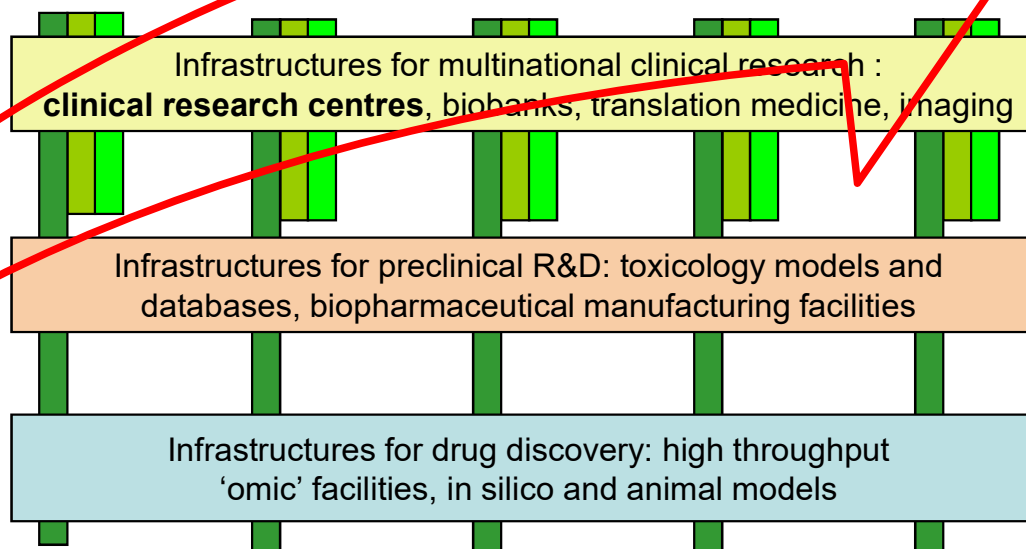 Infrastructures for multinational clinical research :
clinical research centres, biobanks, translation medicine, imaging
Infrastructures for preclinical R&D: toxicology models and
databases, biopharmaceutical manufacturing facilities
Infrastructures for drug discovery: high throughput
‘omic’ facilities, in silico and animal models